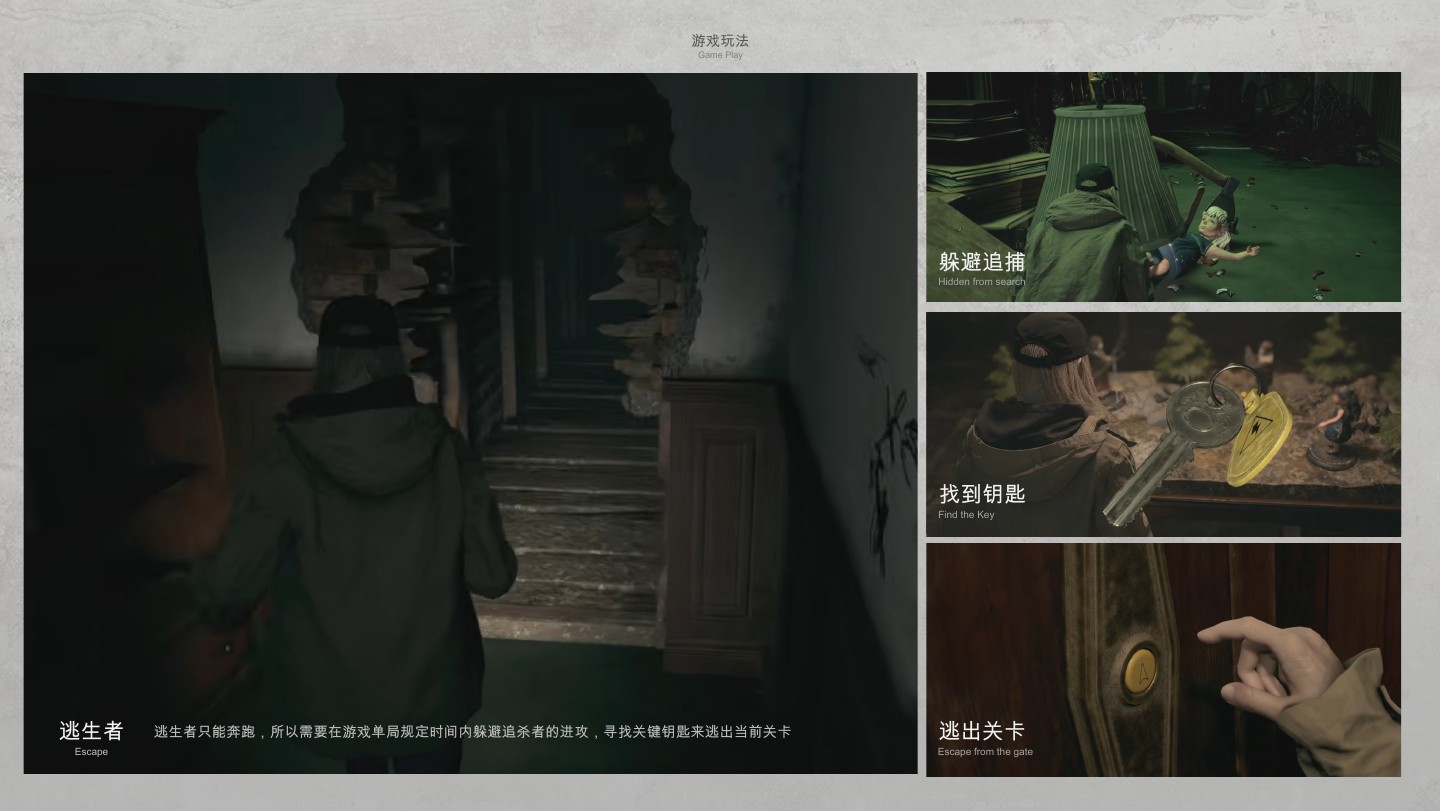 游戏玩法
Game Play
躲避追捕
Hidden from search
找到钥匙
Find the Key
逃生者
Escape
逃生者只能奔跑，所以需要在游戏单局规定时间内躲避追杀者的进攻，寻找关键钥匙来逃出当前关卡
逃出关卡
Escape from the gate